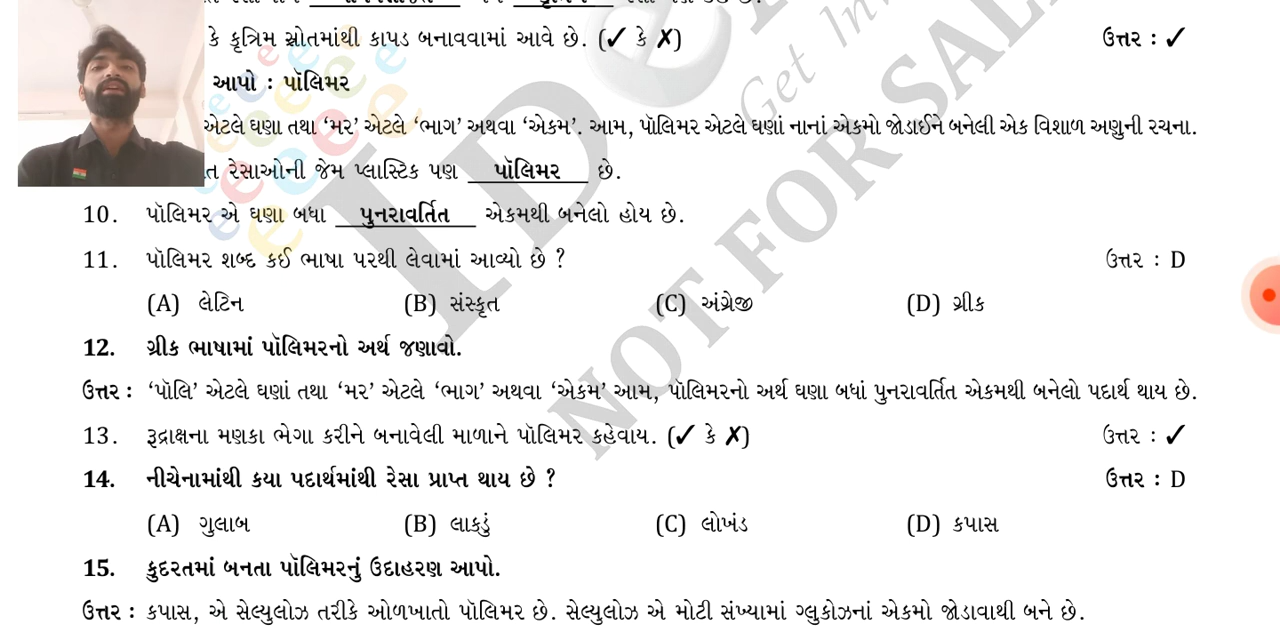 કે કૃત્રિમ સ્રોતમાંથી કાપડ બનાવવામાં આવે છે. (✓ કે ✗) ઉત્તર : ✓
આપો : પૉલિમર
એટલે ઘણા તથા ‘મર’ એટલે ‘ભાગ’ અથવા ‘એકમ’. આમ, પૉલિમર એટલે ઘણાં નાનાં એકમો જોડાઈને બનેલી એક વિશાળ અણુની રચના.
ત રેસાઓની જેમ પ્લાસ્ટિક પણ પૉલિમર છે.
10. પૉલિમર એ ઘણા બધા પુનરાવર્તિત એકમથી બનેલો હોય છે.
11. પૉલિમર શબ્દ કઈ ભાષા પરથી લેવામાં આવ્યો છે ? ઉત્તર : D
(A) લેટિન (B) સંસ્કૃત (C) અંગ્રેજી (D) ગ્રીક
12. ગ્રીક ભાષામાં પૉલિમરનો અર્થ જણાવો.
ઉત્તર : ‘પૉલિ’ એટલે ઘણાં તથા ‘મર’ એટલે ‘ભાગ’ અથવા ‘એકમ’ આમ, પૉલિમરનો અર્થ ઘણા બધાં પુનરાવર્તિત એકમથી બનેલો પદાર્થ થાય છે.
13. રૂદ્રાક્ષના મણકા ભેગા કરીને બનાવેલી માળાને પૉલિમર કહેવાય. (✓ કે ✗) ઉત્તર : ✓
14. નીચેનામાંથી કયા પદાર્થમાંથી રેસા પ્રાપ્ત થાય છે ? ઉત્તર : D
(A) ગુલાબ (B) લાકડું (C) લોખંડ (D) કપાસ
15. કુદરતમાં બનતા પૉલિમરનું ઉદાહરણ આપો.
ઉત્તર : કપાસ, એ સેલ્યુલોઝ તરીકે ઓળખાતો પૉલિમર છે. સેલ્યુલોઝ એ મોટી સંખ્યામાં ગ્લુકોઝનાં એકમો જોડાવાથી બને છે.
Get In
NOT FOR SAL